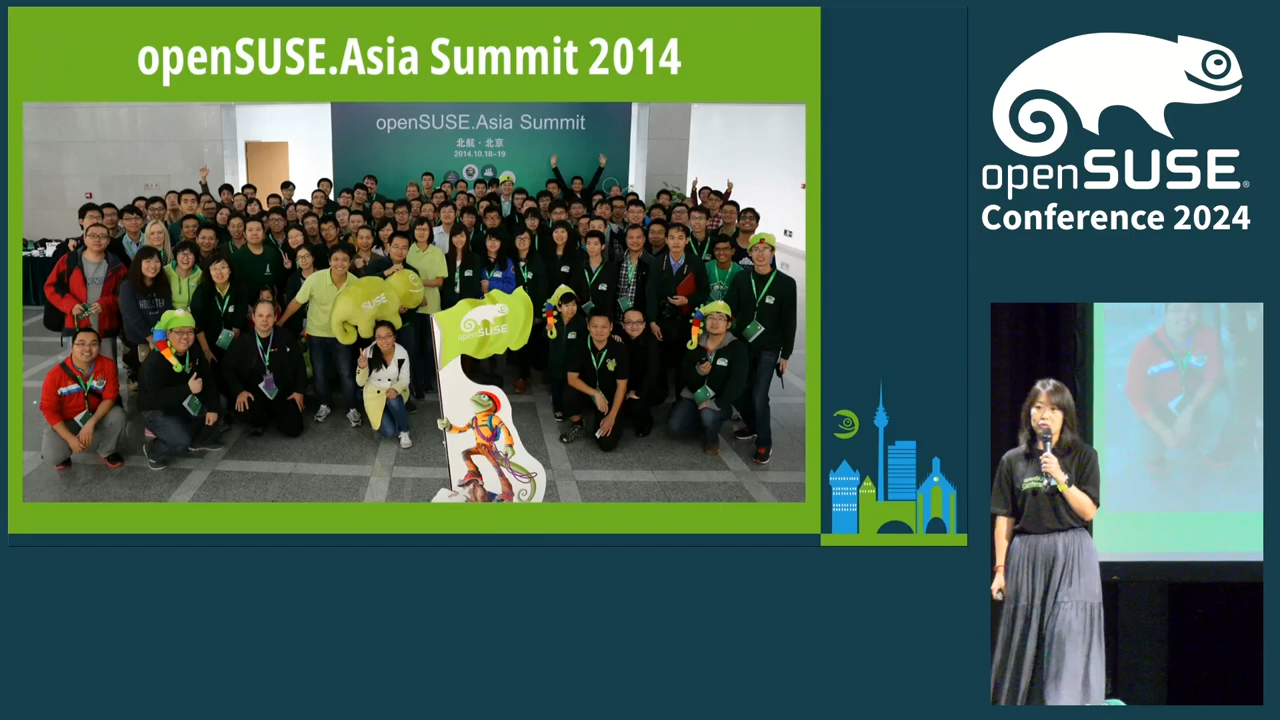 openSUSE.Asia Summit 2014
openSUSE.Asia Summit
北航·北京
2014.10.18-19
SUSE
openSUSE
openSUSE®
Conference 2024